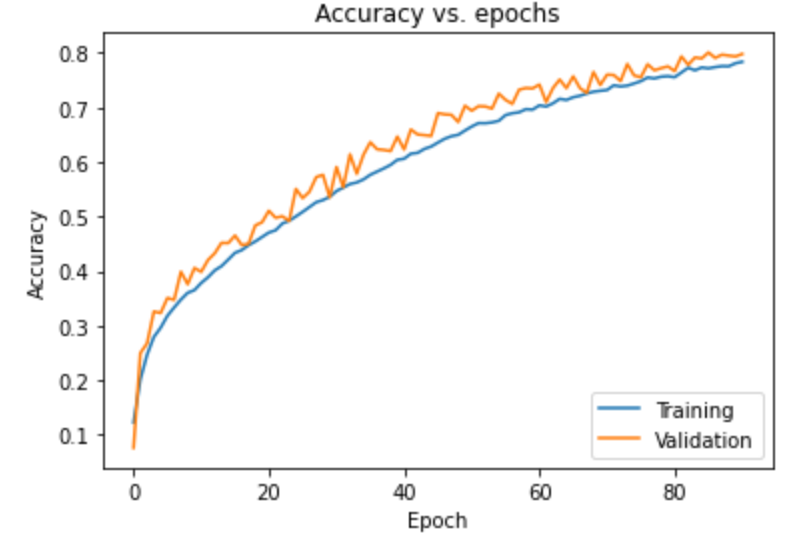 Accuracy vs. epochs
0.8
0.7
0.6
0.5
0.4
0.3
0.2
0.1
Accuracy
Training
Validation
0 20 40 60 80
Epoch